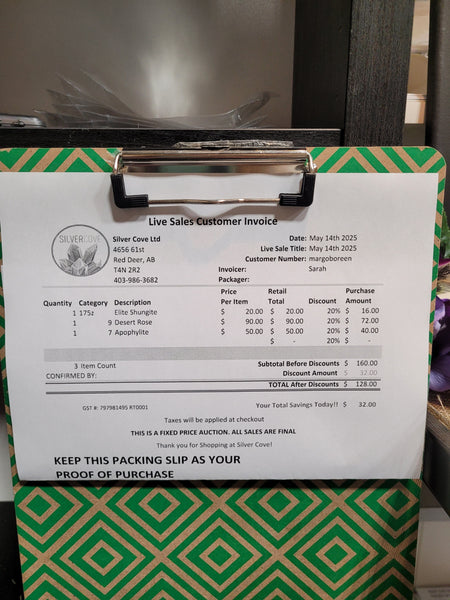 Live Sales Customer Invoice
SILVERCOVE
Silver Cove Ltd
4656 61st
Red Deer, AB
T4N 2R2
403-986-3682
Date: May 14th 2025
Live Sale Title: May 14th 2025
Customer Number: margoboreen
Invoicer: Sarah
Packager:
Quantity Category Description Price Per Item Retail Total Discount Purchase Amount
1 175z Elite Shungite $ 20.00 $ 20.00 20% $ 16.00
1 9 Desert Rose $ 90.00 $ 90.00 20% $ 72.00
1 7 Apophylite $ 50.00 $ 50.00 20% $ 40.00
$ - 20% $ -
3 Item Count Subtotal Before Discounts $ 160.00
CONFIRMED BY: Discount Amount $ 32.00
TOTAL After Discounts $ 128.00
GST #: 797981495 RT0001 Your Total Savings Today!! $ 32.00
Taxes will be applied at checkout
THIS IS A FIXED PRICE AUCTION. ALL SALES ARE FINAL
Thank you for Shopping at Silver Cove!
KEEP THIS PACKING SLIP AS YOUR
PROOF OF PURCHASE